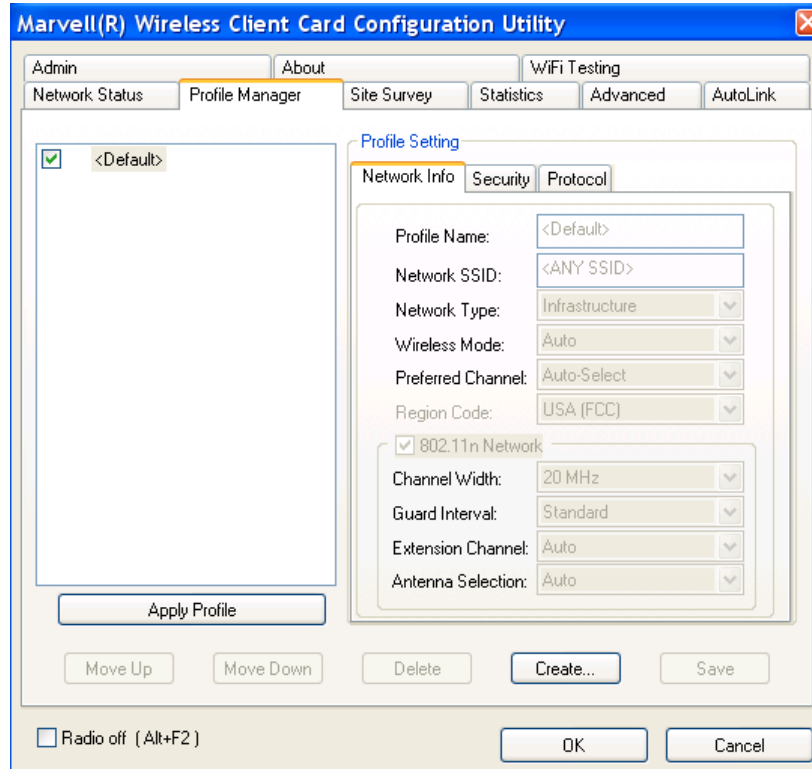 Marvell(R) Wireless Client Card Configuration Utility
Admin
About
WiFi Testing
Network Status
Profile Manager
Site Survey
Statistics
Advanced
AutoLink
<Default>
Profile Setting
Network Info
Security
Protocol
Profile Name:
<Default>
Network SSID:
<ANY SSID>
Network Type:
Infrastructure
Wireless Mode:
Auto
Preferred Channel:
Auto-Select
Region Code:
USA (FCC)
802.11n Network
Channel Width:
20 MHz
Guard Interval:
Standard
Extension Channel:
Auto
Antenna Selection:
Auto
Apply Profile
Move Up
Move Down
Delete
Create...
Save
Radio off  ( Alt+F2 )
OK
Cancel